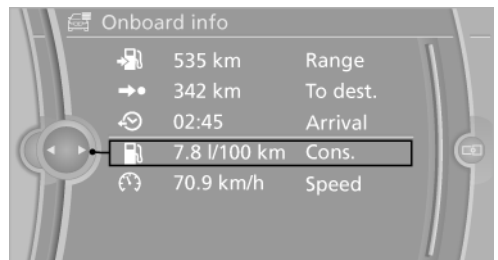 Onboard info
535 km Range
342 km To dest.
02:45 Arrival
7.8 l/100 km Cons.
70.9 km/h Speed